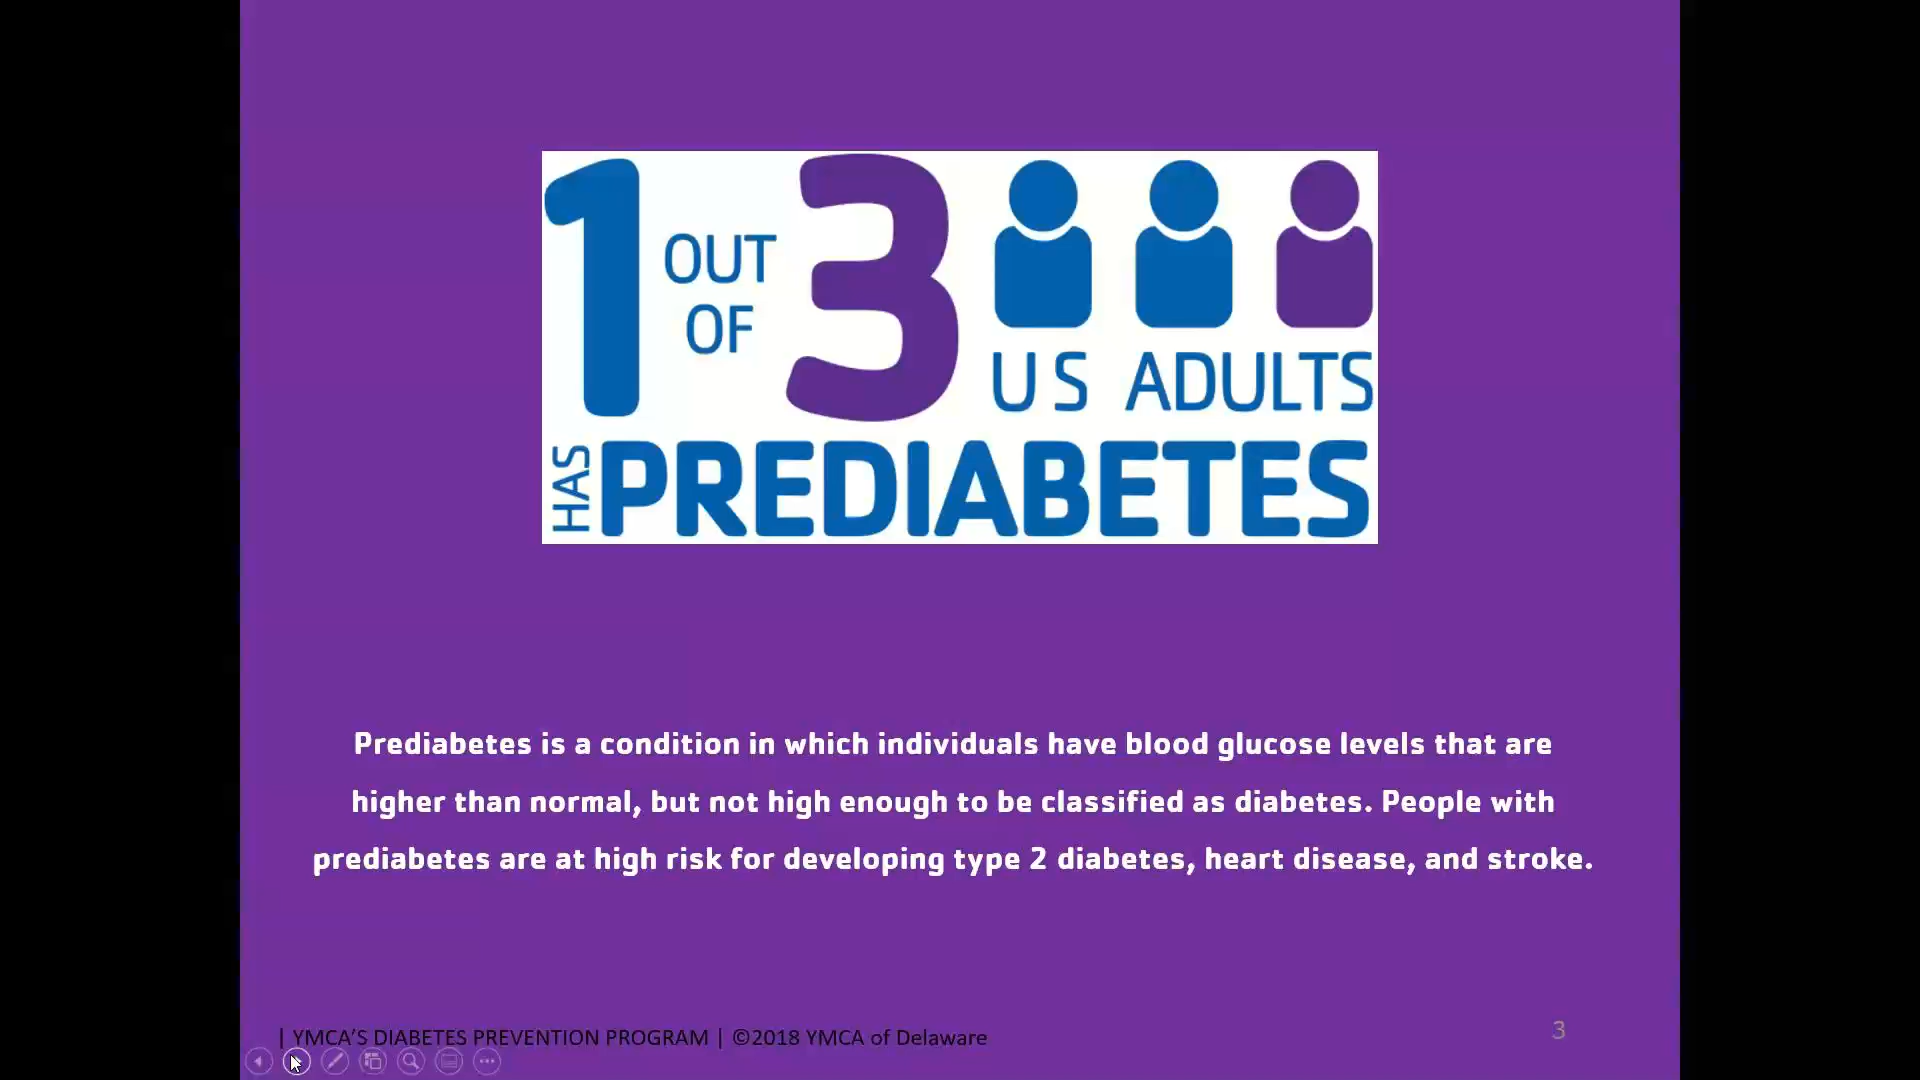 1 OUT OF 3
US ADULTS
HAS PREDIABETES
Prediabetes is a condition in which individuals have blood glucose levels that are
higher than normal, but not high enough to be classified as diabetes. People with
prediabetes are at high risk for developing type 2 diabetes, heart disease, and stroke.
| YMCA'S DIABETES PREVENTION PROGRAM | ©2018 YMCA of Delaware
3